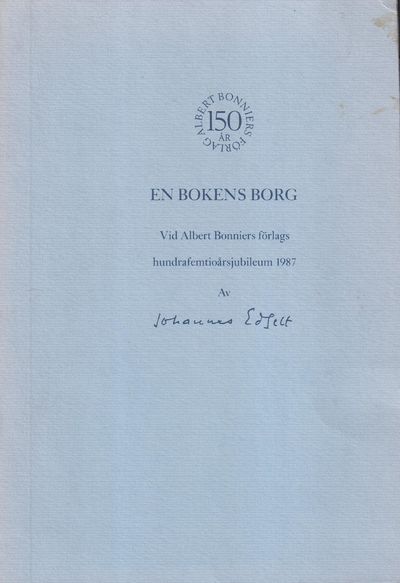 ALBERT BONNIERS FÖRLAG
150
ÅR
EN BOKENS BORG
Vid Albert Bonniers förlags
hundrafemtioårsjubileum 1987
Av
Johannes Edfelt